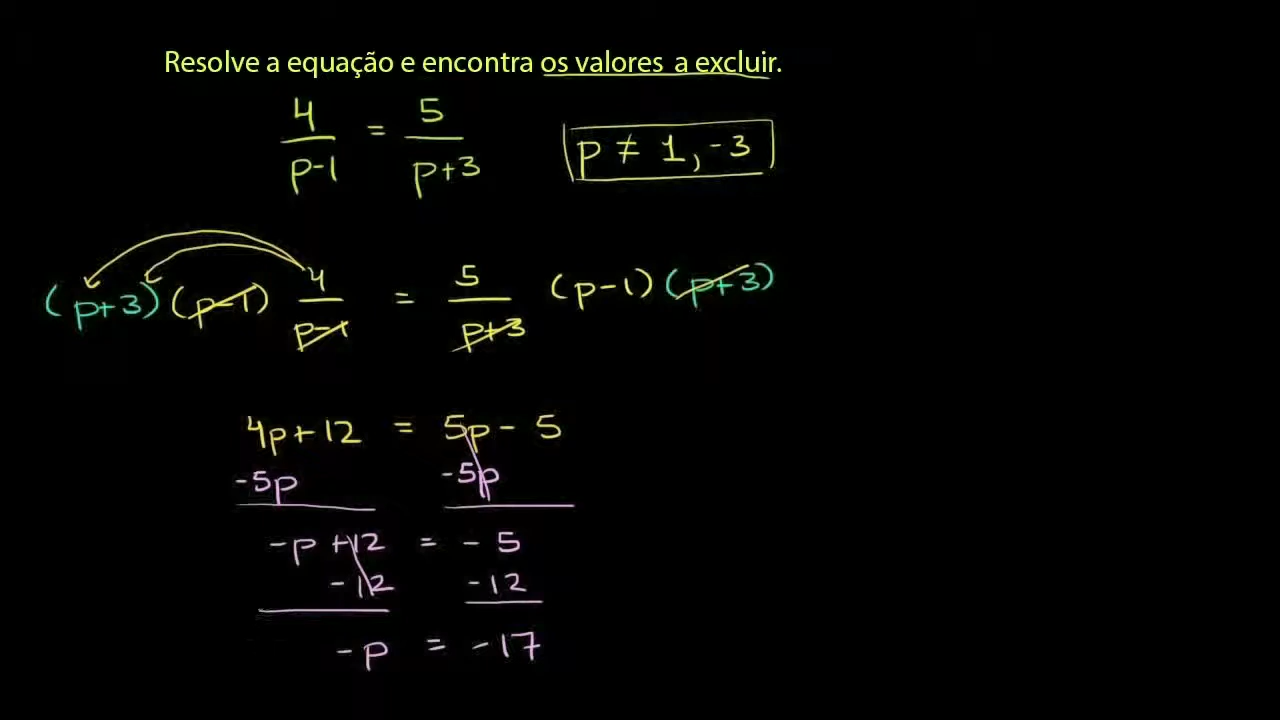 Resolve a equação e encontra os valores a excluir.
4/(p-1) = 5/(p+3) p ≠ 1, -3
(p+3) (p-1) 4/(p-1) = 5/(p+3) (p-1) (p+3)
4p+12 = 5p - 5
-5p -5p
-p +12 = - 5
-12 -12
-p = -17